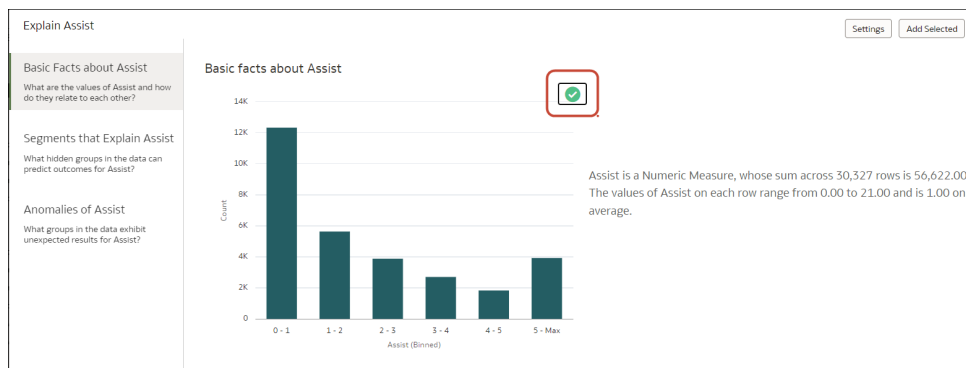 Explain Assist
Settings
Add Selected
Basic Facts about Assist
What are the values of Assist and how
do they relate to each other?
Segments that Explain Assist
What hidden groups in the data can
predict outcomes for Assist?
Anomalies of Assist
What groups in the data exhibit
unexpected results for Assist?
Basic facts about Assist
14K
12K
10K
8K
6K
4K
2K
0
Count
0 - 1
1 - 2
2 - 3
3 - 4
4 - 5
5 - Max
Assist (Binned)
Assist is a Numeric Measure, whose sum across 30,327 rows is 56,622.00
The values of Assist on each row range from 0.00 to 21.00 and is 1.00 on
average.